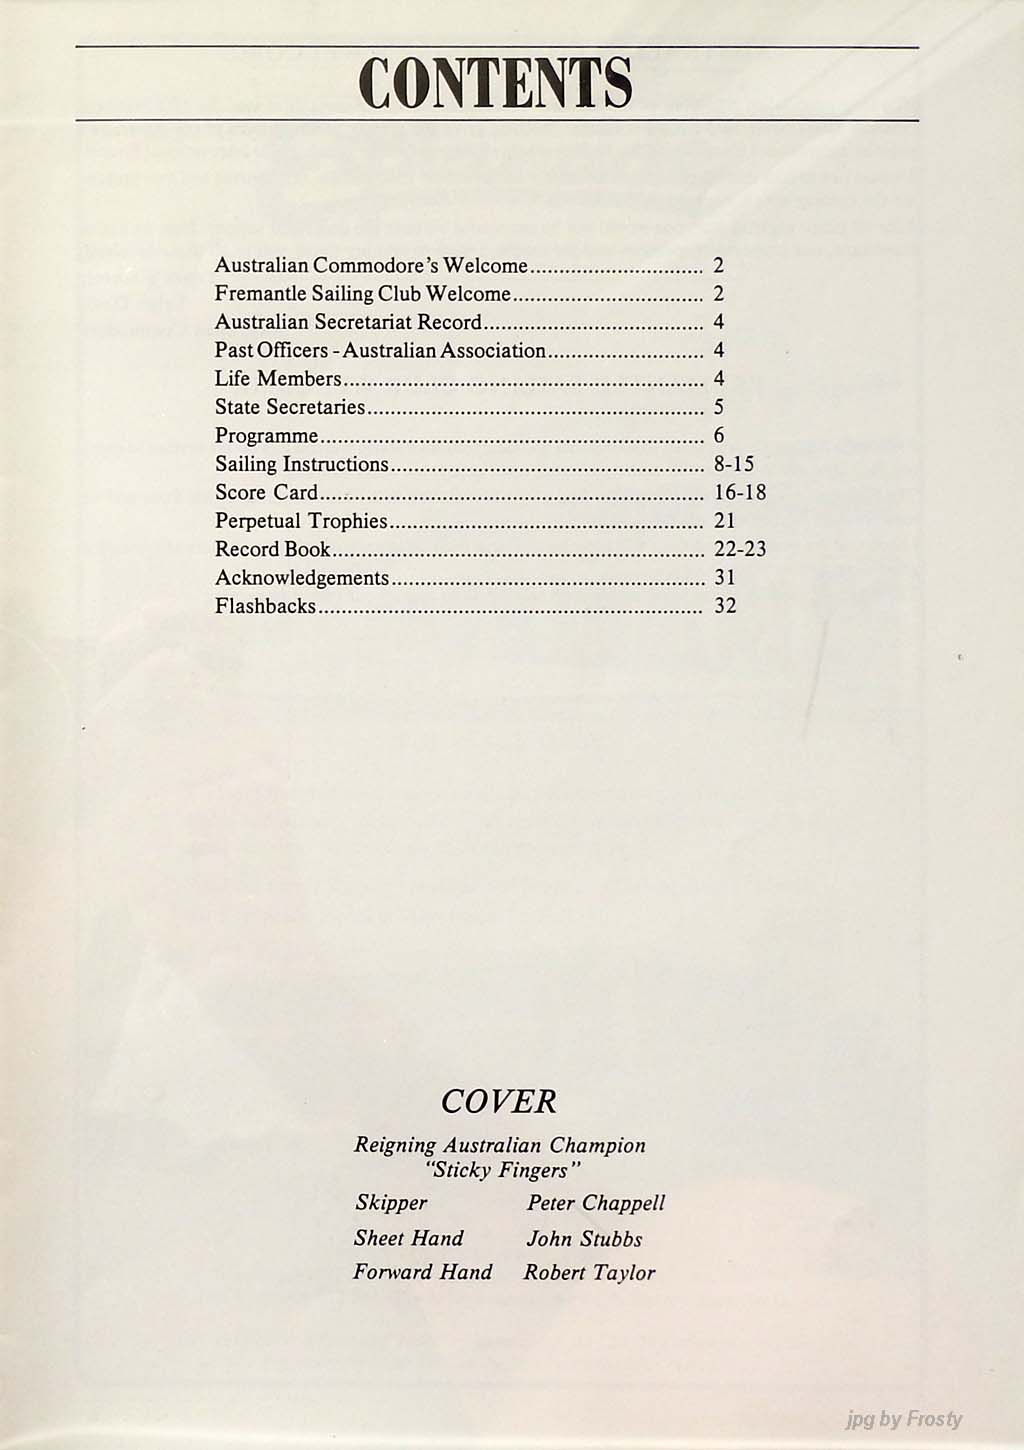 CONTENTS
Australian Commodore's Welcome.............................. 2
Fremantle Sailing Club Welcome................................. 2
Australian Secretariat Record...................................... 4
Past Officers - Australian Association........................... 4
Life Members.............................................................. 4
State Secretaries.......................................................... 5
Programme.................................................................. 6
Sailing Instructions...................................................... 8-15
Score Card.................................................................. 16-18
Perpetual Trophies...................................................... 21
Record Book................................................................ 22-23
Acknowledgements...................................................... 31
Flashbacks.................................................................. 32
COVER
Reigning Australian Champion
"Sticky Fingers"
Skipper Peter Chappell
Sheet Hand John Stubbs
Forward Hand Robert Taylor
jpg by Frosty